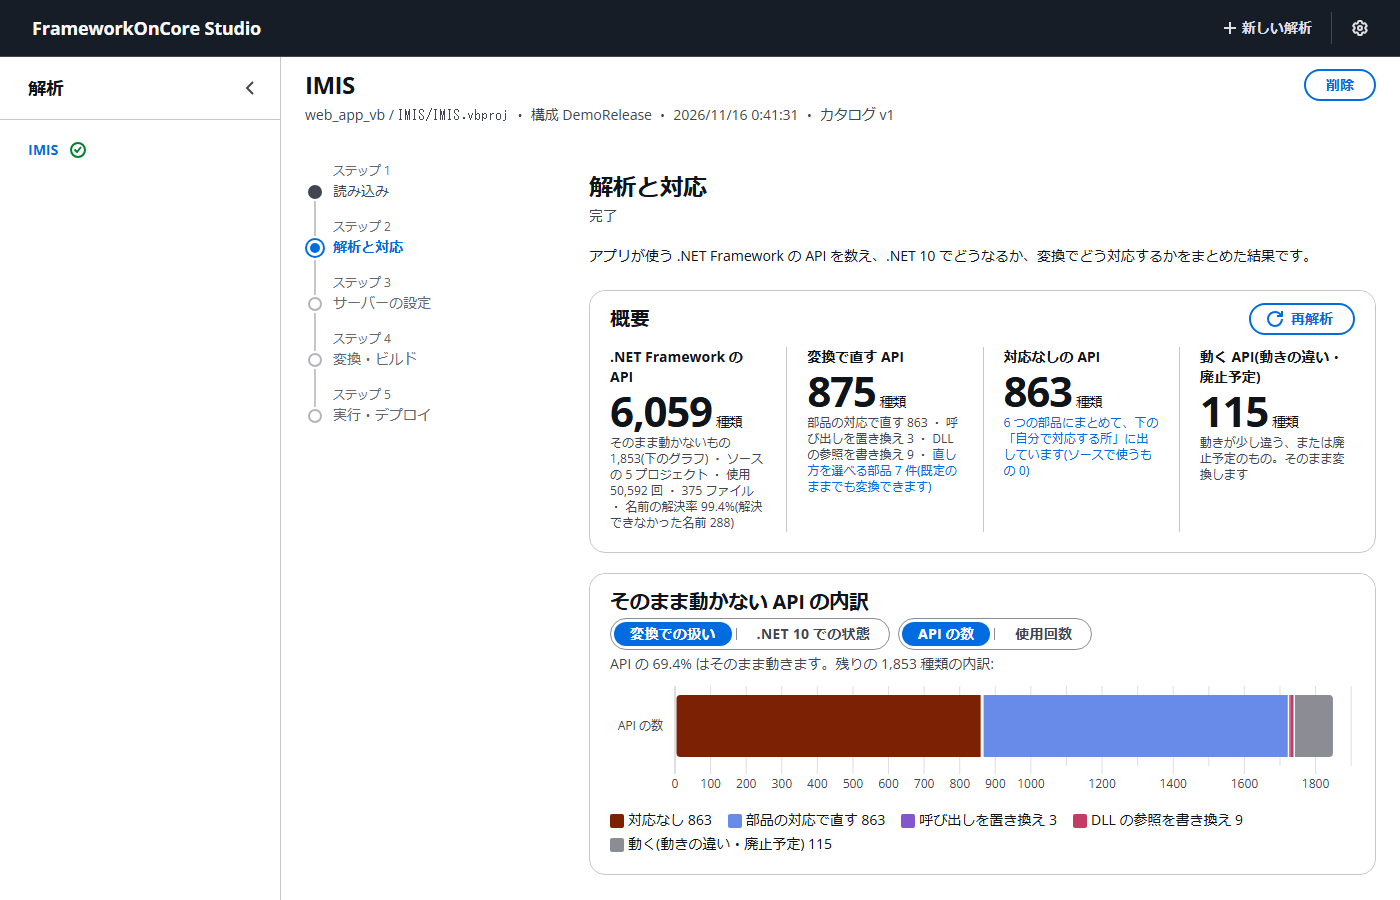 FrameworkOnCore Studio
新しい解析
解析
IMIS
IMIS
削除
web_app_vb / IMIS/IMIS.vbproj ・ 構成 DemoRelease ・ 2026/11/16 0:41:31 ・ カタログ v1
ステップ 1
読み込み
ステップ 2
解析と対応
ステップ 3
サーバーの設定
ステップ 4
変換・ビルド
ステップ 5
実行・デプロイ
解析と対応
完了
アプリが使う .NET Framework の API を数え、.NET 10 でどうなるか、変換でどう対応するかをまとめた結果です。
概要
再解析
.NET Framework の
API
6,059 種類
そのまま動かないもの
1,853(下のグラフ) ・ ソース
の 5 プロジェクト ・ 使用
50,592 回 ・ 375 ファイル
・ 名前の解決率 99.4%(解決
できなかった名前 288)
変換で直す API
875 種類
部品の対応で直す 863 ・ 呼
び出しを置き換え 3 ・ DLL
の参照を書き換え 9 ・ 直し
方を選べる部品 7 件(既定の
ままでも変換できます)
対応なしの API
863 種類
6 つの部品にまとめて、下の
「自分で対応する所」に出
しています(ソースで使うも
の 0)
動く API(動きの違い・
廃止予定)
115 種類
動きが少し違う、または廃
止予定のもの。そのまま変
換します
そのまま動かない API の内訳
変換での扱い | .NET 10 での状態
API の数 | 使用回数
API の 69.4% はそのまま動きます。残りの 1,853 種類の内訳:
API の数
0 100 200 300 400 500 600 700 800 900 1000 1200 1400 1600 1800
対応なし 863 部品の対応で直す 863 呼び出しを置き換え 3 DLL の参照を書き換え 9
動く(動きの違い・廃止予定) 115